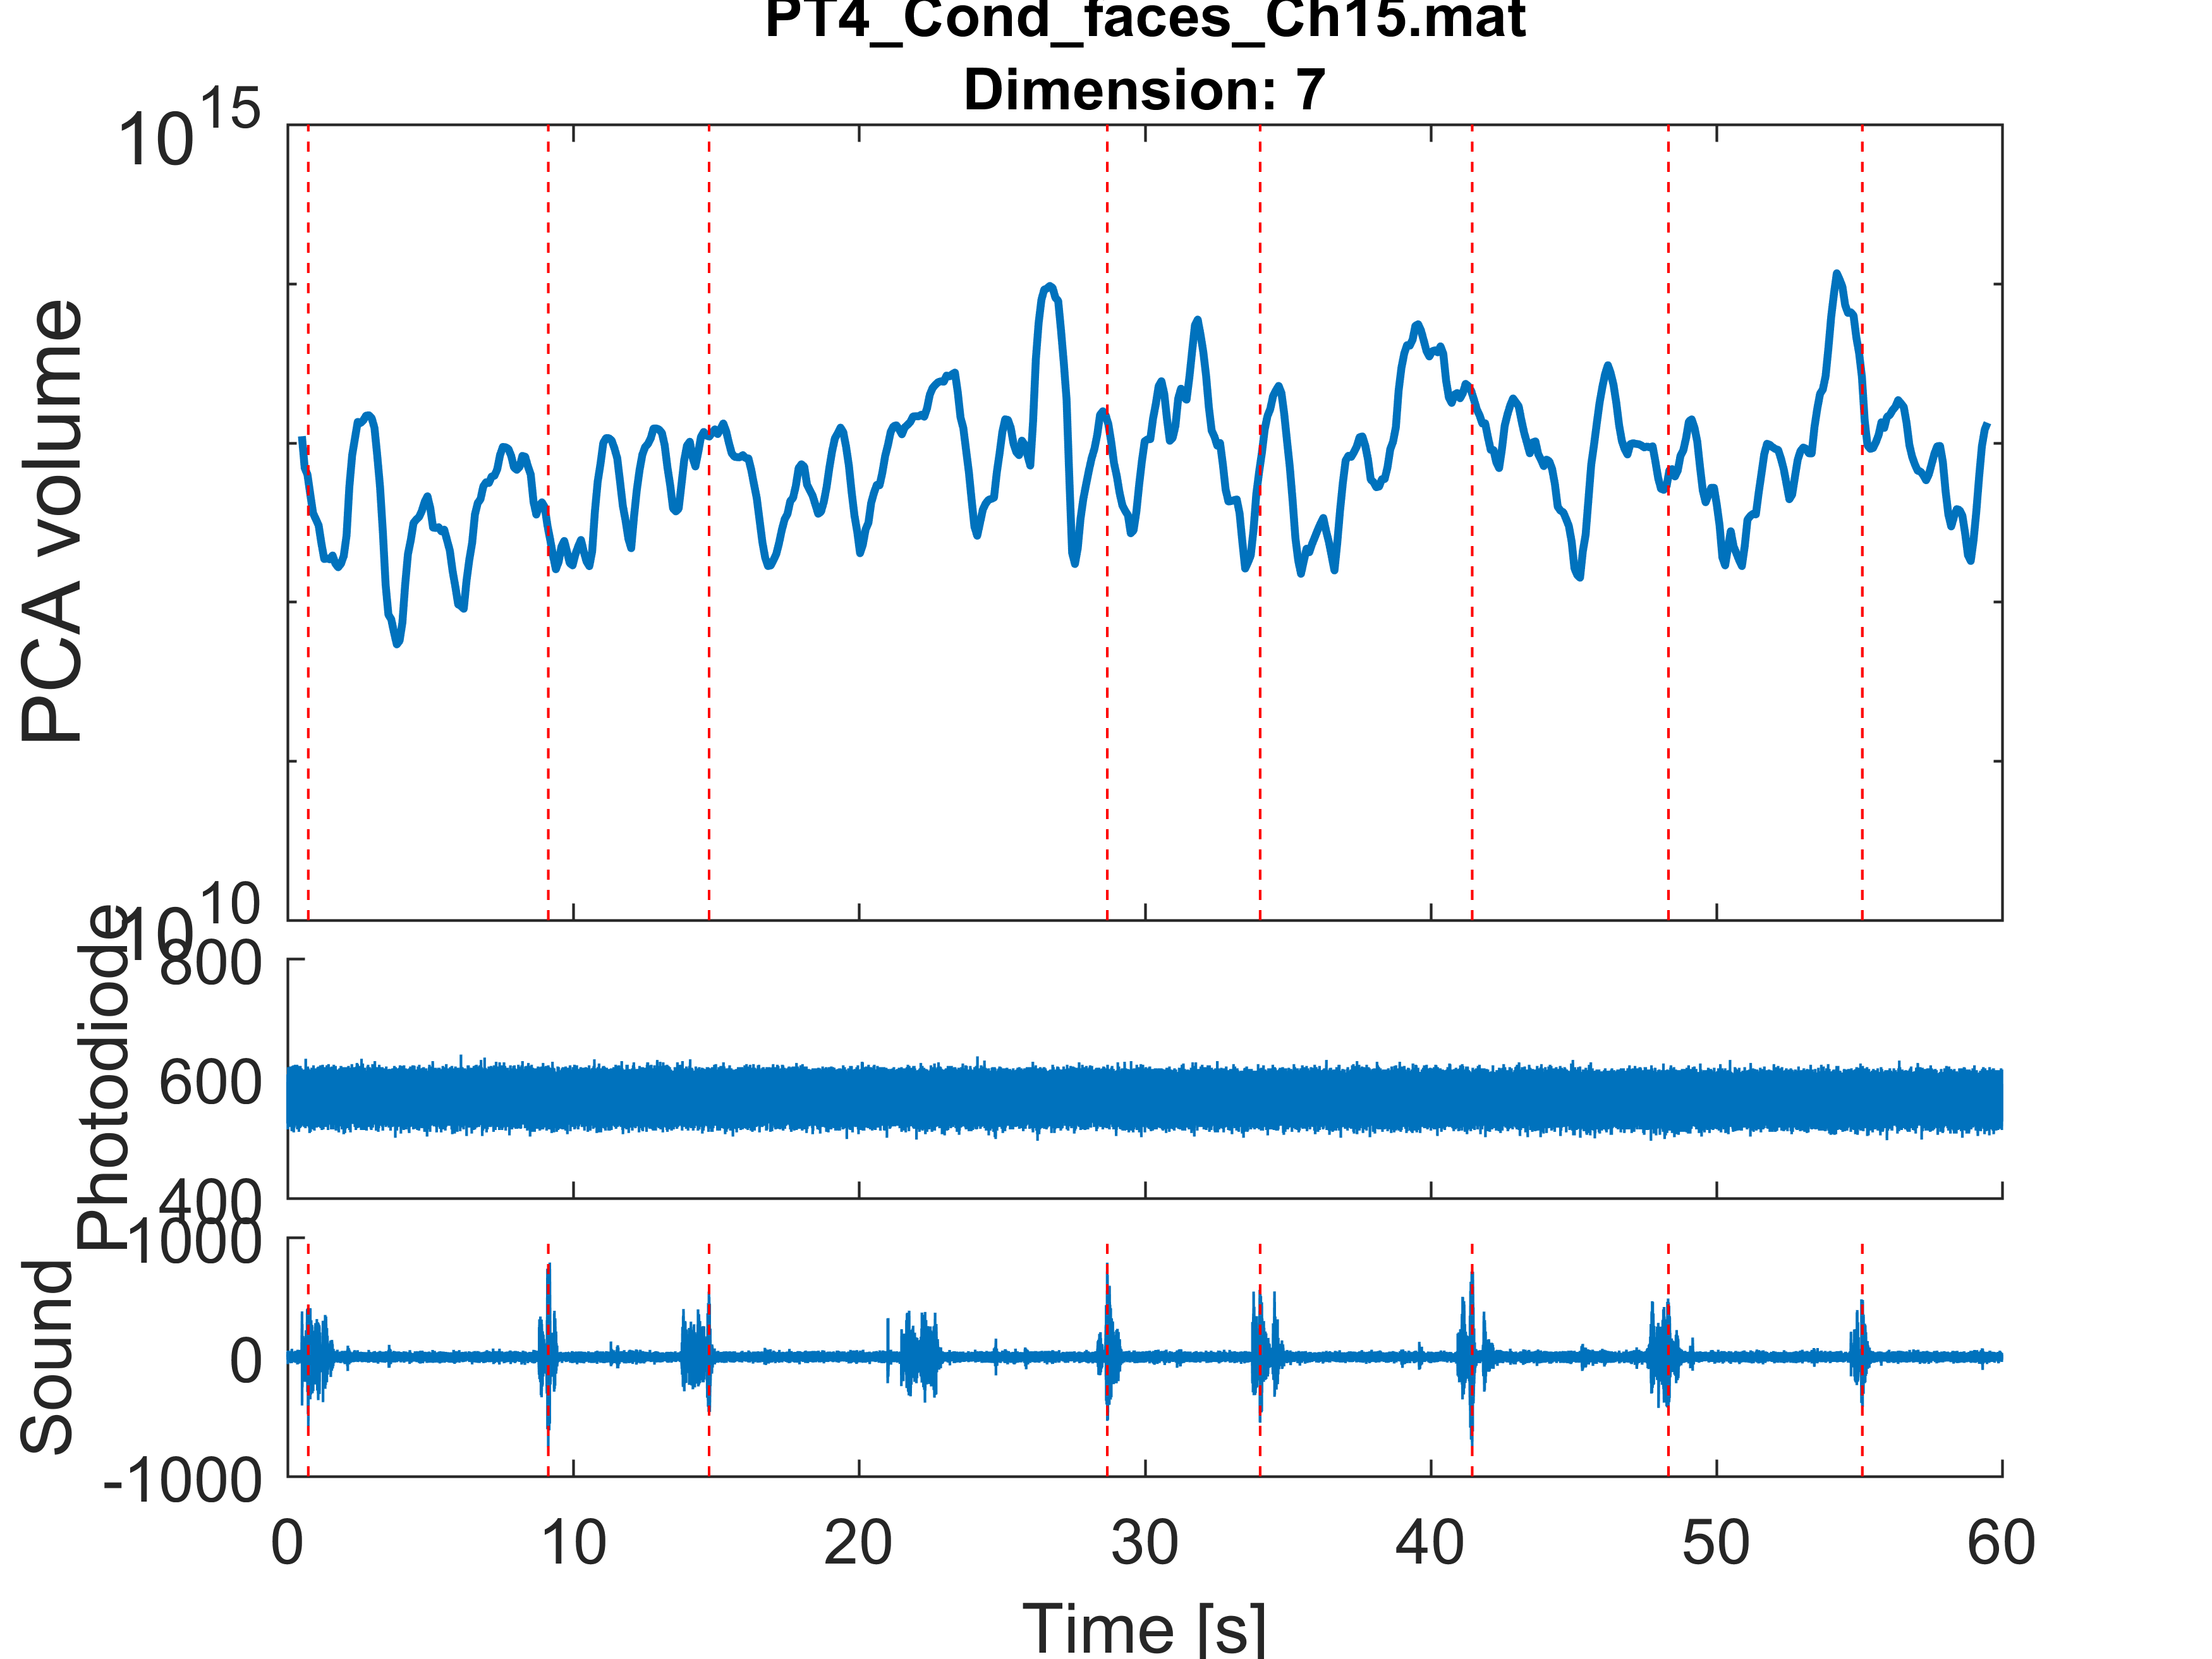 PT4_Cond_faces_Ch15.mat
Dimension: 7
10^15
PCA volume
10^10
800
Photodiode
600
400
1000
Sound
0
-1000
0 10 20 30 40 50 60
Time [s]